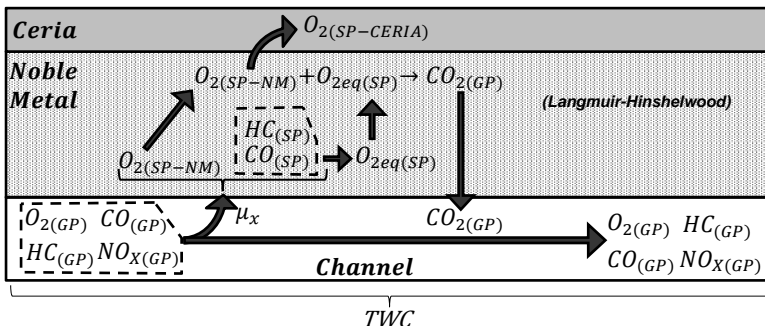 Ceria
O2(SP−CERIA)
Noble
Metal
O2(SP−NM)+O2eq(SP)→ CO2(GP)
(Langmuir-Hinshelwood)
HC(SP)
CO(SP)
O2(SP−NM)
O2eq(SP)
μx
CO2(GP)
O2(GP) CO(GP)
HC(GP) NOX(GP)
O2(GP) HC(GP)
CO(GP) NOX(GP)
Channel
TWC